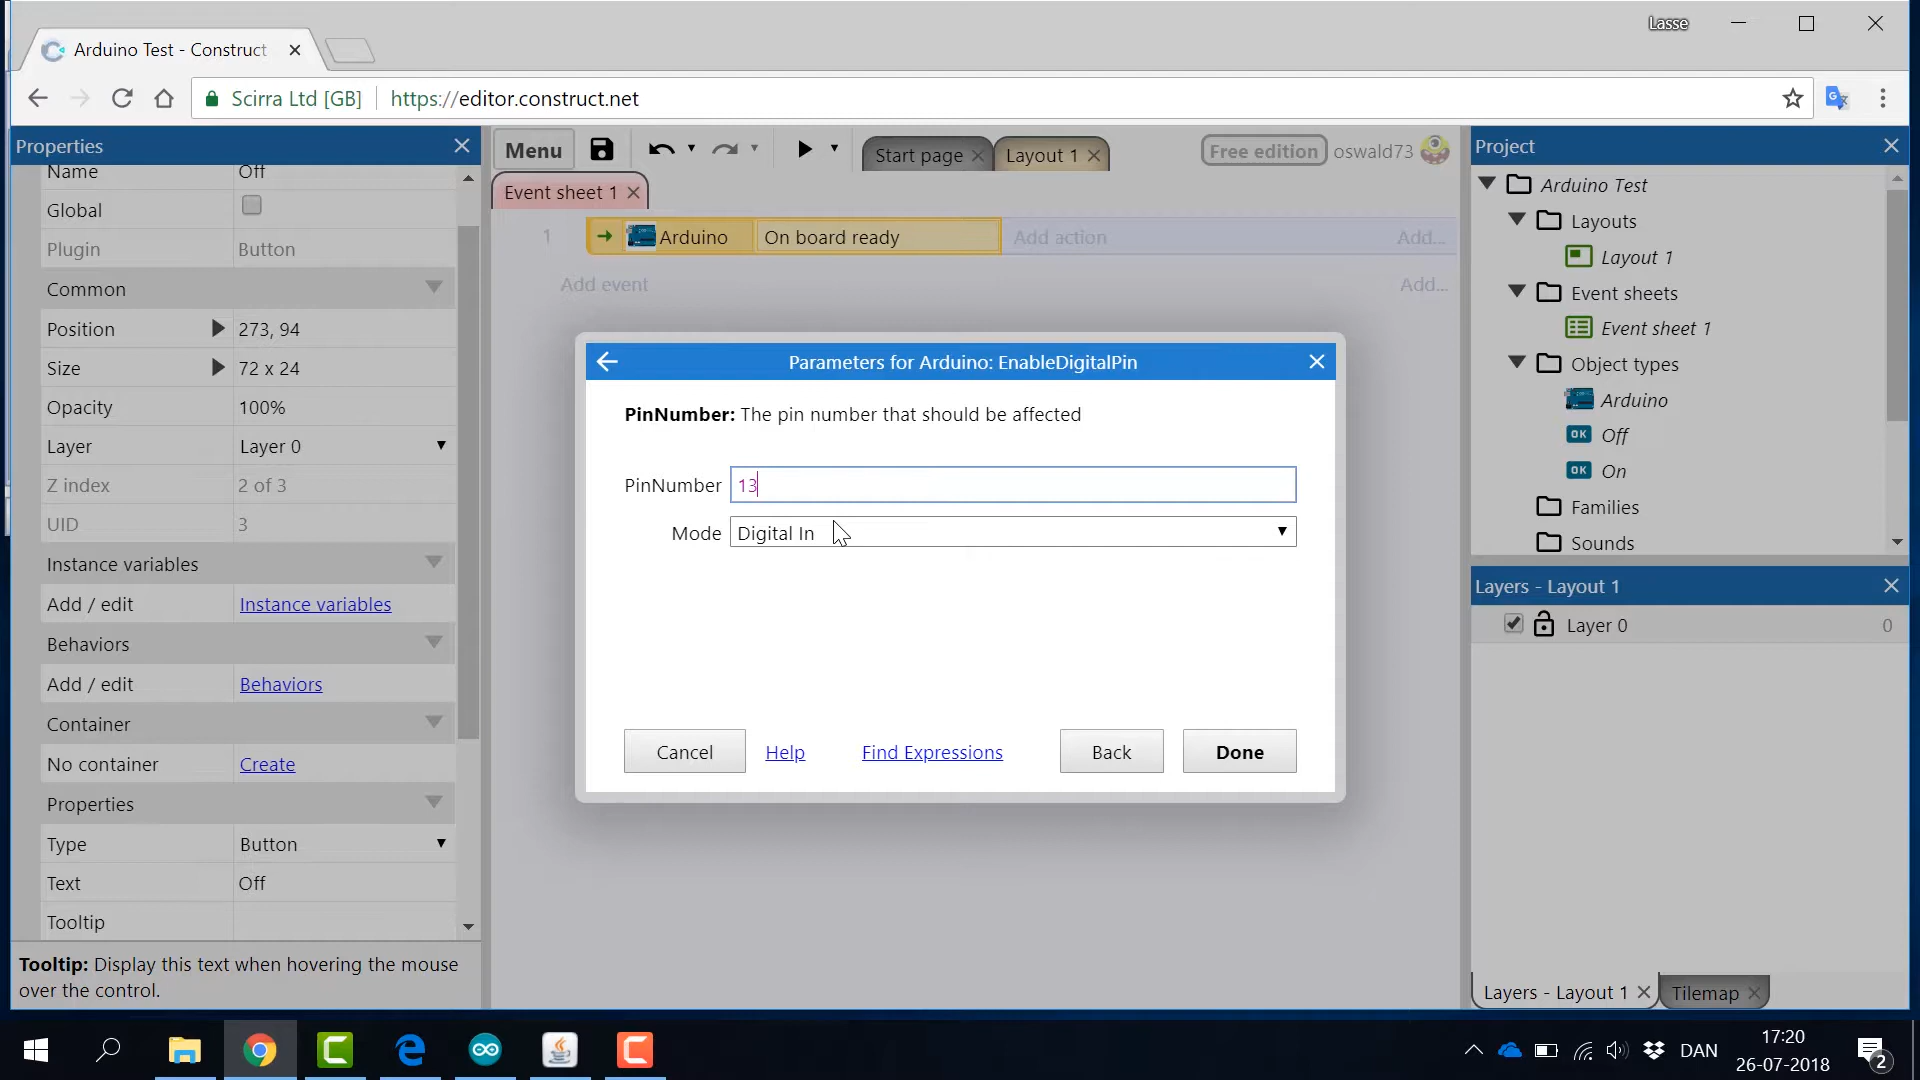 Lasse
Arduino Test - Construct
Scirra Ltd [GB] https://editor.construct.net
Properties
Name Off
Global
Plugin Button
Common
Position 273, 94
Size 72 x 24
Opacity 100%
Layer Layer 0
Z index 2 of 3
UID 3
Instance variables
Add / edit Instance variables
Behaviors
Add / edit Behaviors
Container
No container Create
Properties
Type Button
Text Off
Tooltip
Tooltip: Display this text when hovering the mouse
over the control.
Menu
Start page
Layout 1
Free edition
oswald73
Event sheet 1
1 Arduino On board ready Add action Add...
Add event Add...
Parameters for Arduino: EnableDigitalPin
PinNumber: The pin number that should be affected
PinNumber 13
Mode Digital In
Cancel Help Find Expressions Back Done
Project
Arduino Test
Layouts
Layout 1
Event sheets
Event sheet 1
Object types
Arduino
OK Off
OK On
Families
Sounds
Layers - Layout 1
Layer 0 0
Layers - Layout 1 Tilemap
DAN
17:20
26-07-2018
2